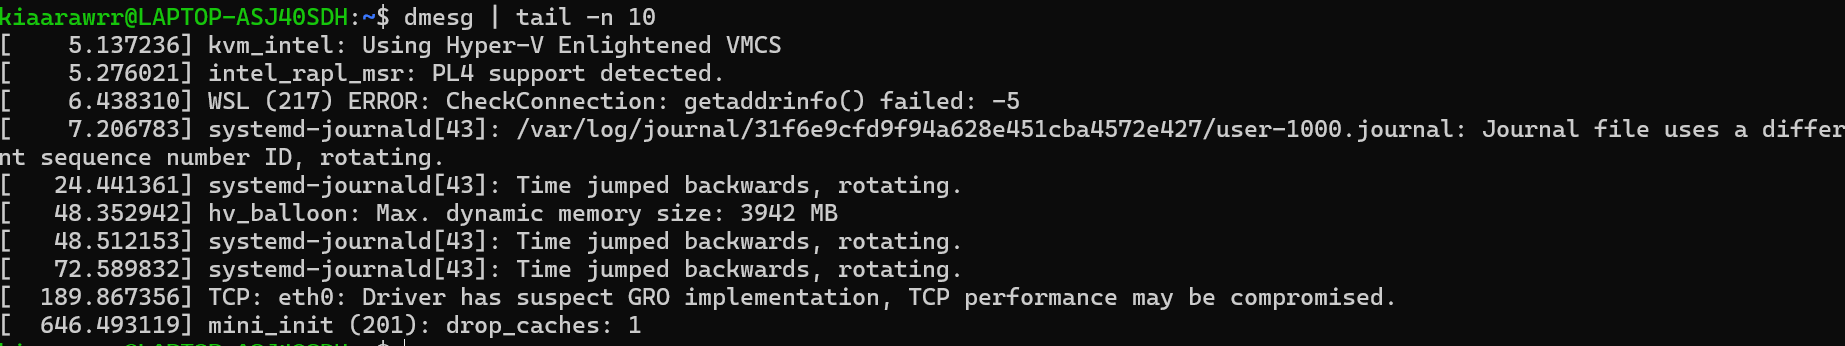 kiaarawrr@LAPTOP-ASJ40SDH:~$ dmesg | tail -n 10
[    5.137236] kvm_intel: Using Hyper-V Enlightened VMCS
[    5.276021] intel_rapl_msr: PL4 support detected.
[    6.438310] WSL (217) ERROR: CheckConnection: getaddrinfo() failed: -5
[    7.206783] systemd-journald[43]: /var/log/journal/31f6e9cfd9f94a628e451cba4572e427/user-1000.journal: Journal file uses a differ
nt sequence number ID, rotating.
[   24.441361] systemd-journald[43]: Time jumped backwards, rotating.
[   48.352942] hv_balloon: Max. dynamic memory size: 3942 MB
[   48.512153] systemd-journald[43]: Time jumped backwards, rotating.
[   72.589832] systemd-journald[43]: Time jumped backwards, rotating.
[  189.867356] TCP: eth0: Driver has suspect GRO implementation, TCP performance may be compromised.
[  646.493119] mini_init (201): drop_caches: 1